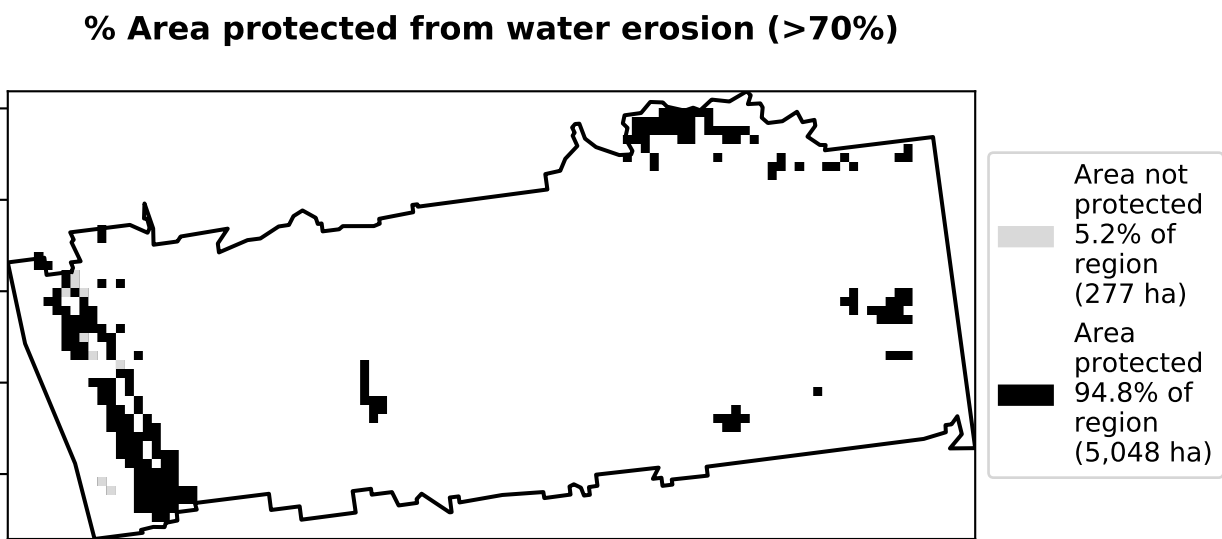 % Area protected from water erosion (>70%)
Area not
protected
5.2% of
region
(277 ha)
Area
protected
94.8% of
region
(5,048 ha)